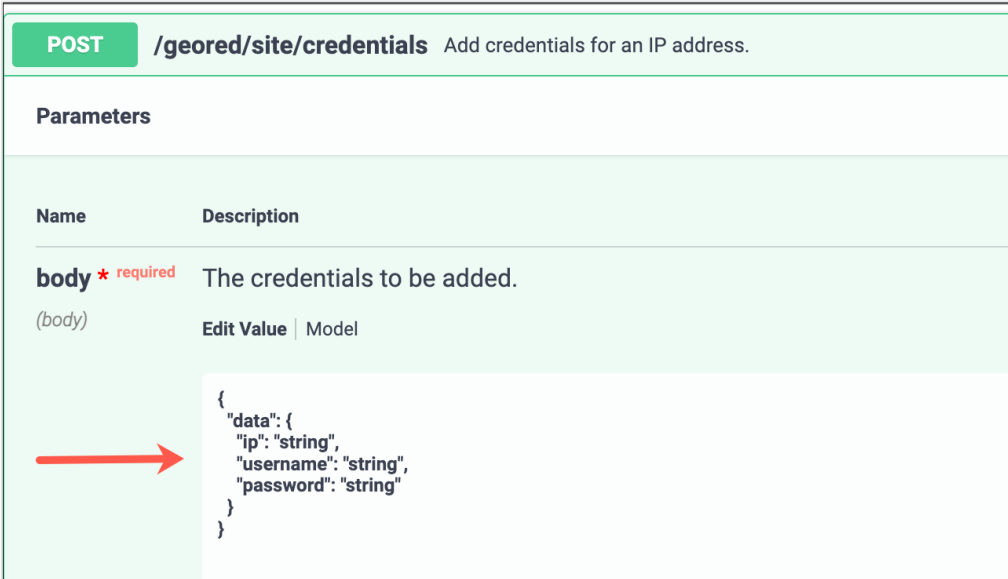 POST /geored/site/credentials Add credentials for an IP address.
Parameters
Name Description
body * required The credentials to be added.
(body)
Edit Value | Model
{
"data": {
"ip": "string",
"username": "string",
"password": "string"
}
}